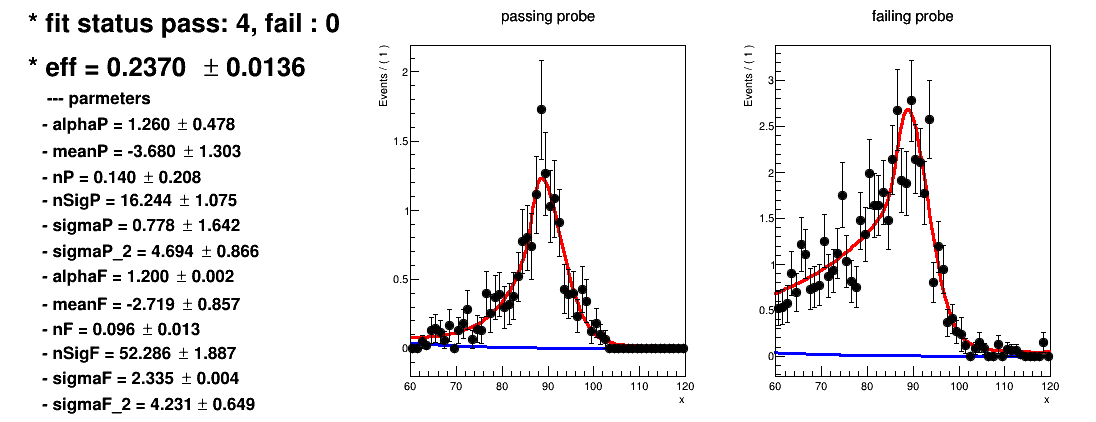 * fit status pass: 4, fail : 0
* eff = 0.2370 ± 0.0136
--- parmeters
- alphaP = 1.260 ± 0.478
- meanP = -3.680 ± 1.303
- nP = 0.140 ± 0.208
- nSigP = 16.244 ± 1.075
- sigmaP = 0.778 ± 1.642
- sigmaP_2 = 4.694 ± 0.866
- alphaF = 1.200 ± 0.002
- meanF = -2.719 ± 0.857
- nF = 0.096 ± 0.013
- nSigF = 52.286 ± 1.887
- sigmaF = 2.335 ± 0.004
- sigmaF_2 = 4.231 ± 0.649
passing probe
Events / ( 1 )
2
1.5
1
0.5
0
60 70 80 90 100 110 120
x
failing probe
Events / ( 1 )
3
2.5
2
1.5
1
0.5
0
60 70 80 90 100 110 120
x